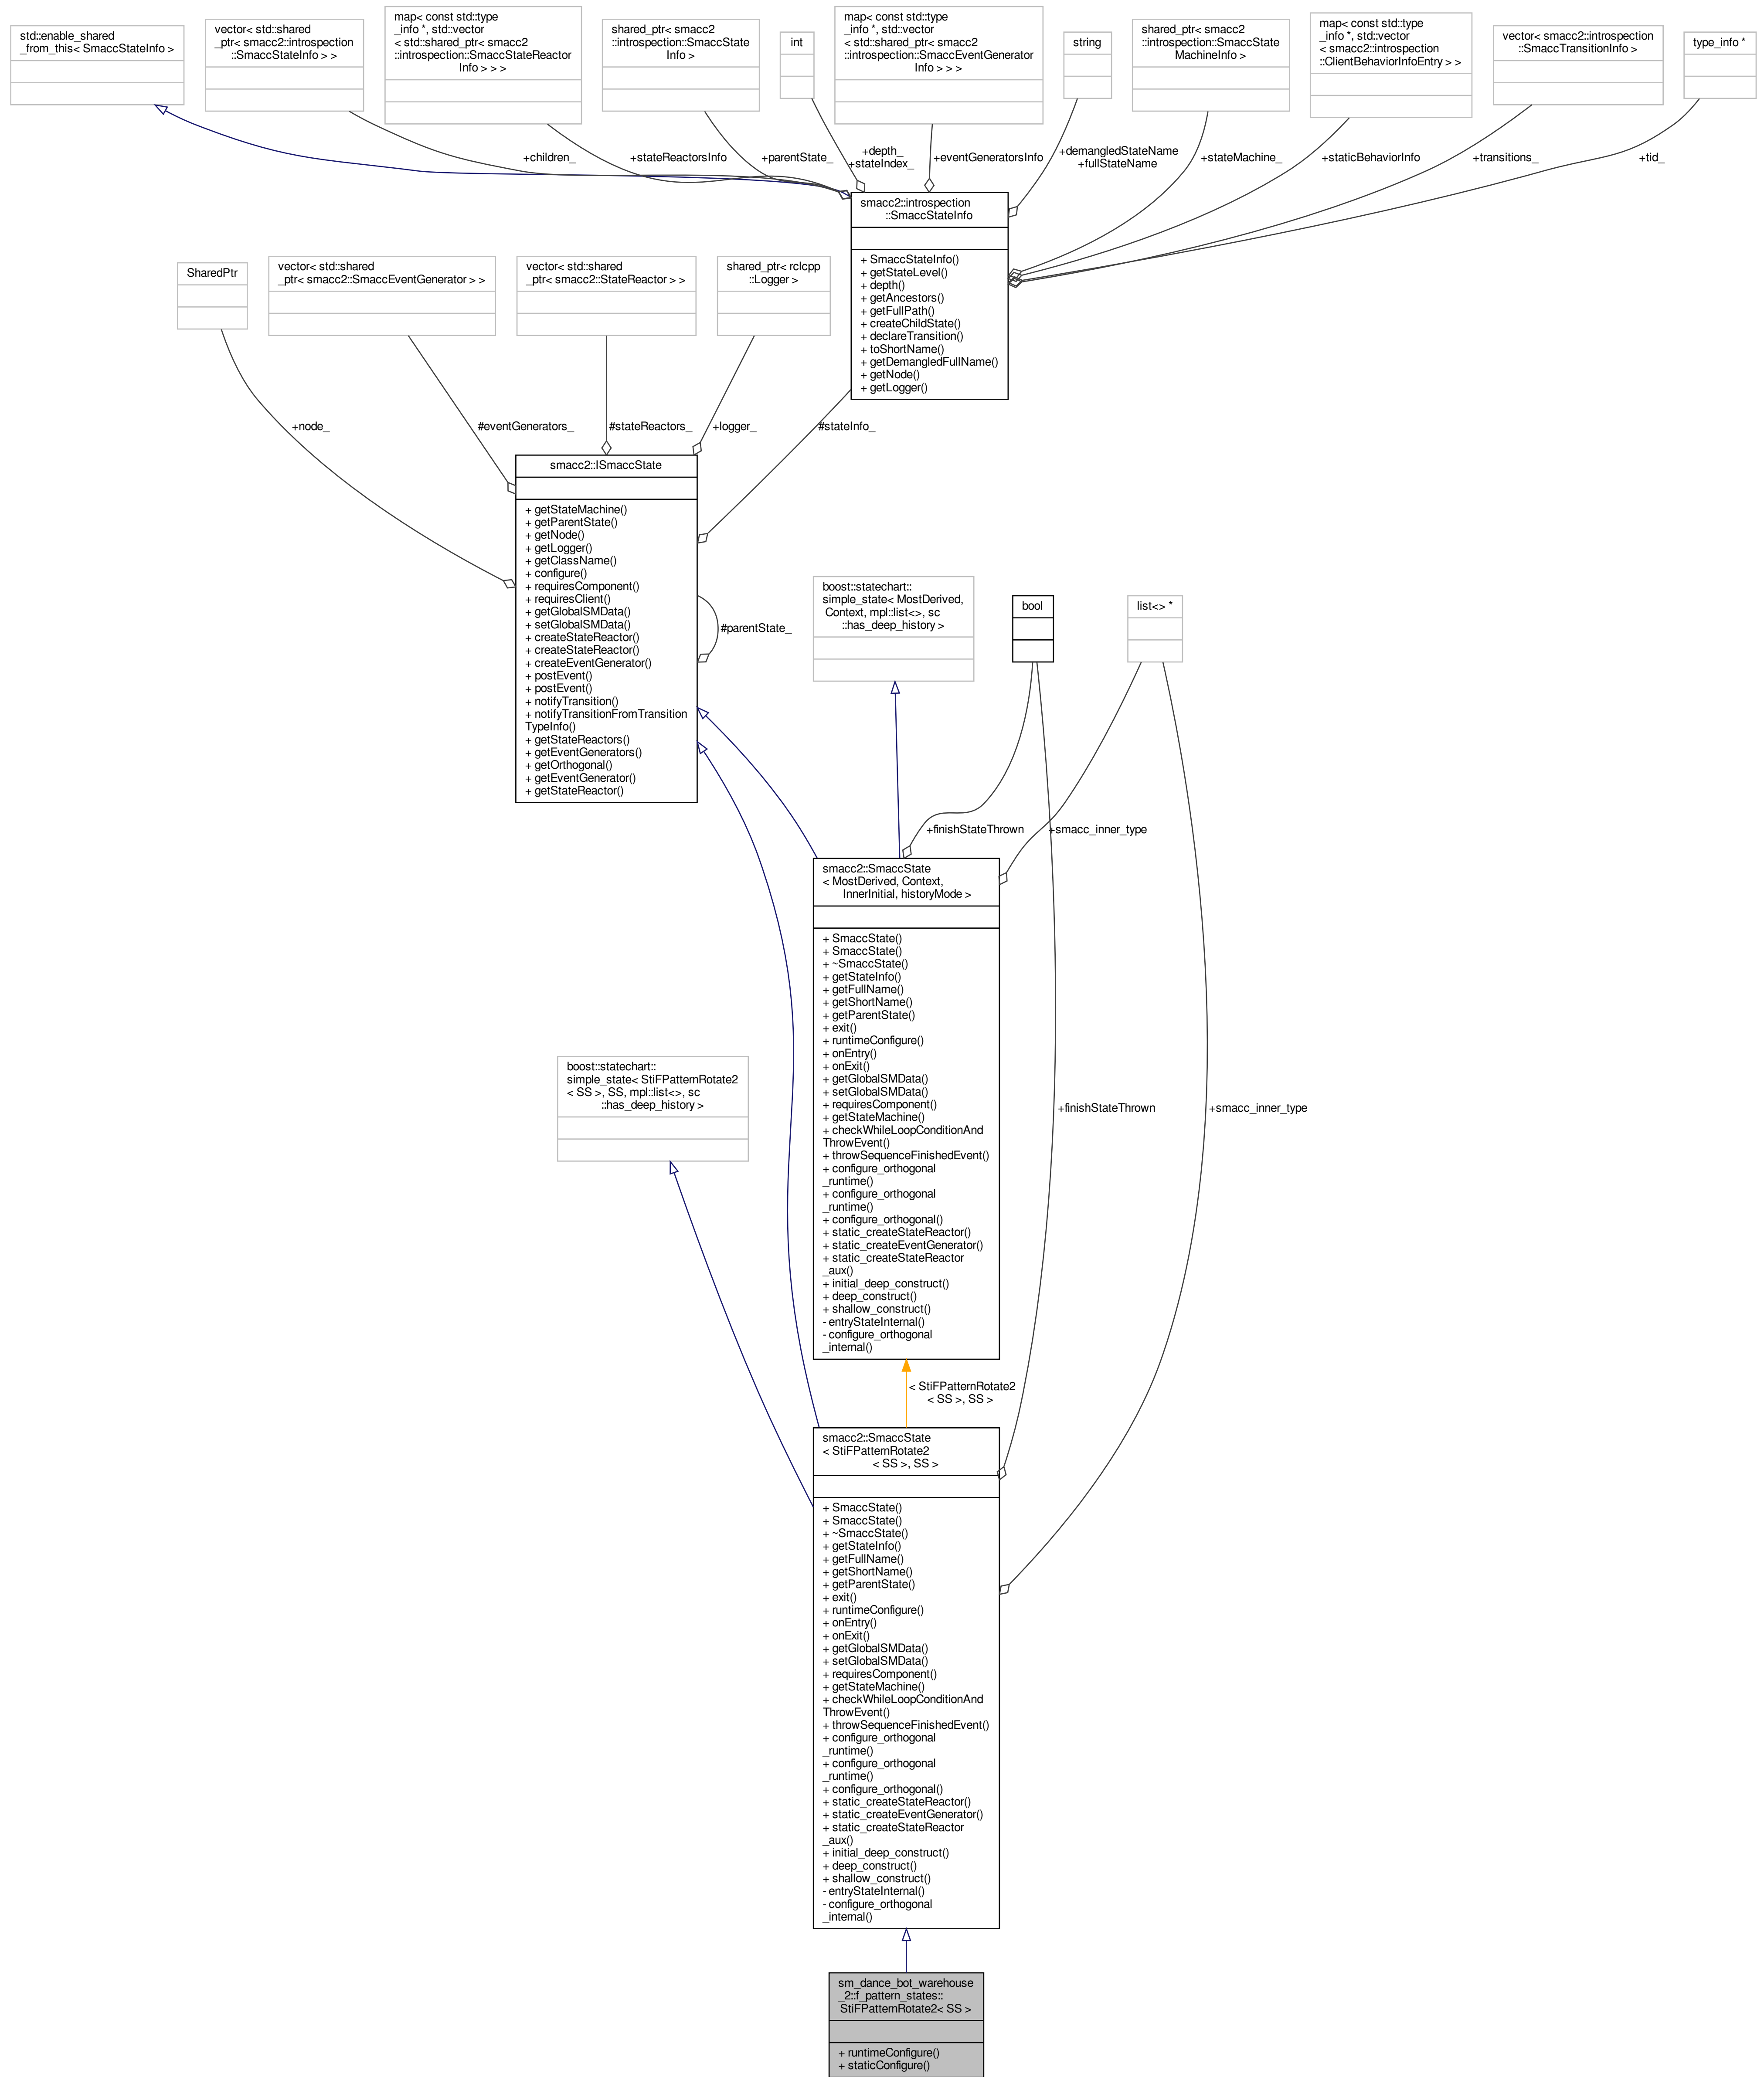 std::enable_shared
_from_this< SmaccStateInfo >
vector< std::shared
_ptr< smacc2::introspection
::SmaccStateInfo > >
map< const std::type
_info *, std::vector
< std::shared_ptr< smacc2
::introspection::SmaccStateReactor
Info > > >
shared_ptr< smacc2
::introspection::SmaccState
Info >
int
map< const std::type
_info *, std::vector
< std::shared_ptr< smacc2
::introspection::SmaccEventGenerator
Info > > >
string
shared_ptr< smacc2
::introspection::SmaccState
MachineInfo >
map< const std::type
_info *, std::vector
< smacc2::introspection
::ClientBehaviorInfoEntry > >
vector< smacc2::introspection
::SmaccTransitionInfo >
type_info *
+children_
+stateReactorsInfo
+parentState_
+depth_
+stateIndex_
+eventGeneratorsInfo
+demangledStateName
+fullStateName
+stateMachine_
+staticBehaviorInfo
+transitions_
+tid_
smacc2::introspection
::SmaccStateInfo
+ SmaccStateInfo()
+ getStateLevel()
+ depth()
+ getAncestors()
+ getFullPath()
+ createChildState()
+ declareTransition()
+ toShortName()
+ getDemangledFullName()
+ getNode()
+ getLogger()
SharedPtr
vector< std::shared
_ptr< smacc2::SmaccEventGenerator > >
vector< std::shared
_ptr< smacc2::StateReactor > >
shared_ptr< rclcpp
::Logger >
+node_
#eventGenerators_
#stateReactors_
+logger_
#stateInfo_
smacc2::ISmaccState
+ getStateMachine()
+ getParentState()
+ getNode()
+ getLogger()
+ getClassName()
+ configure()
+ requiresComponent()
+ requiresClient()
+ getGlobalSMData()
+ setGlobalSMData()
+ createStateReactor()
+ createStateReactor()
+ createEventGenerator()
+ postEvent()
+ postEvent()
+ notifyTransition()
+ notifyTransitionFromTransition
TypeInfo()
+ getStateReactors()
+ getEventGenerators()
+ getOrthogonal()
+ getEventGenerator()
+ getStateReactor()
#parentState_
boost::statechart::
simple_state< MostDerived,
Context, mpl::list<>, sc
::has_deep_history >
bool
list<> *
+finishStateThrown
+smacc_inner_type
smacc2::SmaccState
< MostDerived, Context,
InnerInitial, historyMode >
+ SmaccState()
+ SmaccState()
+ ~SmaccState()
+ getStateInfo()
+ getFullName()
+ getShortName()
+ getParentState()
+ exit()
+ runtimeConfigure()
+ onEntry()
+ onExit()
+ getGlobalSMData()
+ setGlobalSMData()
+ requiresComponent()
+ getStateMachine()
+ checkWhileLoopConditionAnd
ThrowEvent()
+ throwSequenceFinishedEvent()
+ configure_orthogonal
_runtime()
+ configure_orthogonal
_runtime()
+ configure_orthogonal()
+ static_createStateReactor()
+ static_createEventGenerator()
+ static_createStateReactor
_aux()
+ initial_deep_construct()
+ deep_construct()
+ shallow_construct()
- entryStateInternal()
- configure_orthogonal
_internal()
boost::statechart::
simple_state< StiFPatternRotate2
< SS >, SS, mpl::list<>, sc
::has_deep_history >
+finishStateThrown
+smacc_inner_type
< StiFPatternRotate2
< SS >, SS >
smacc2::SmaccState
< StiFPatternRotate2
< SS >, SS >
+ SmaccState()
+ SmaccState()
+ ~SmaccState()
+ getStateInfo()
+ getFullName()
+ getShortName()
+ getParentState()
+ exit()
+ runtimeConfigure()
+ onEntry()
+ onExit()
+ getGlobalSMData()
+ setGlobalSMData()
+ requiresComponent()
+ getStateMachine()
+ checkWhileLoopConditionAnd
ThrowEvent()
+ throwSequenceFinishedEvent()
+ configure_orthogonal
_runtime()
+ configure_orthogonal
_runtime()
+ configure_orthogonal()
+ static_createStateReactor()
+ static_createEventGenerator()
+ static_createStateReactor
_aux()
+ initial_deep_construct()
+ deep_construct()
+ shallow_construct()
- entryStateInternal()
- configure_orthogonal
_internal()
sm_dance_bot_warehouse
_2::f_pattern_states::
StiFPatternRotate2< SS >
+ runtimeConfigure()
+ staticConfigure()